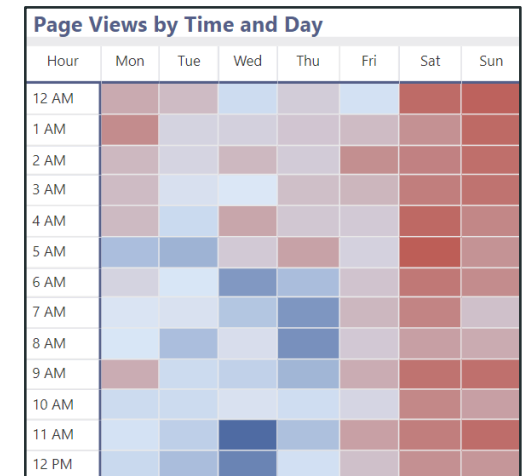 Page Views by Time and Day
Hour Mon Tue Wed Thu Fri Sat Sun
12 AM
1 AM
2 AM
3 AM
4 AM
5 AM
6 AM
7 AM
8 AM
9 AM
10 AM
11 AM
12 PM